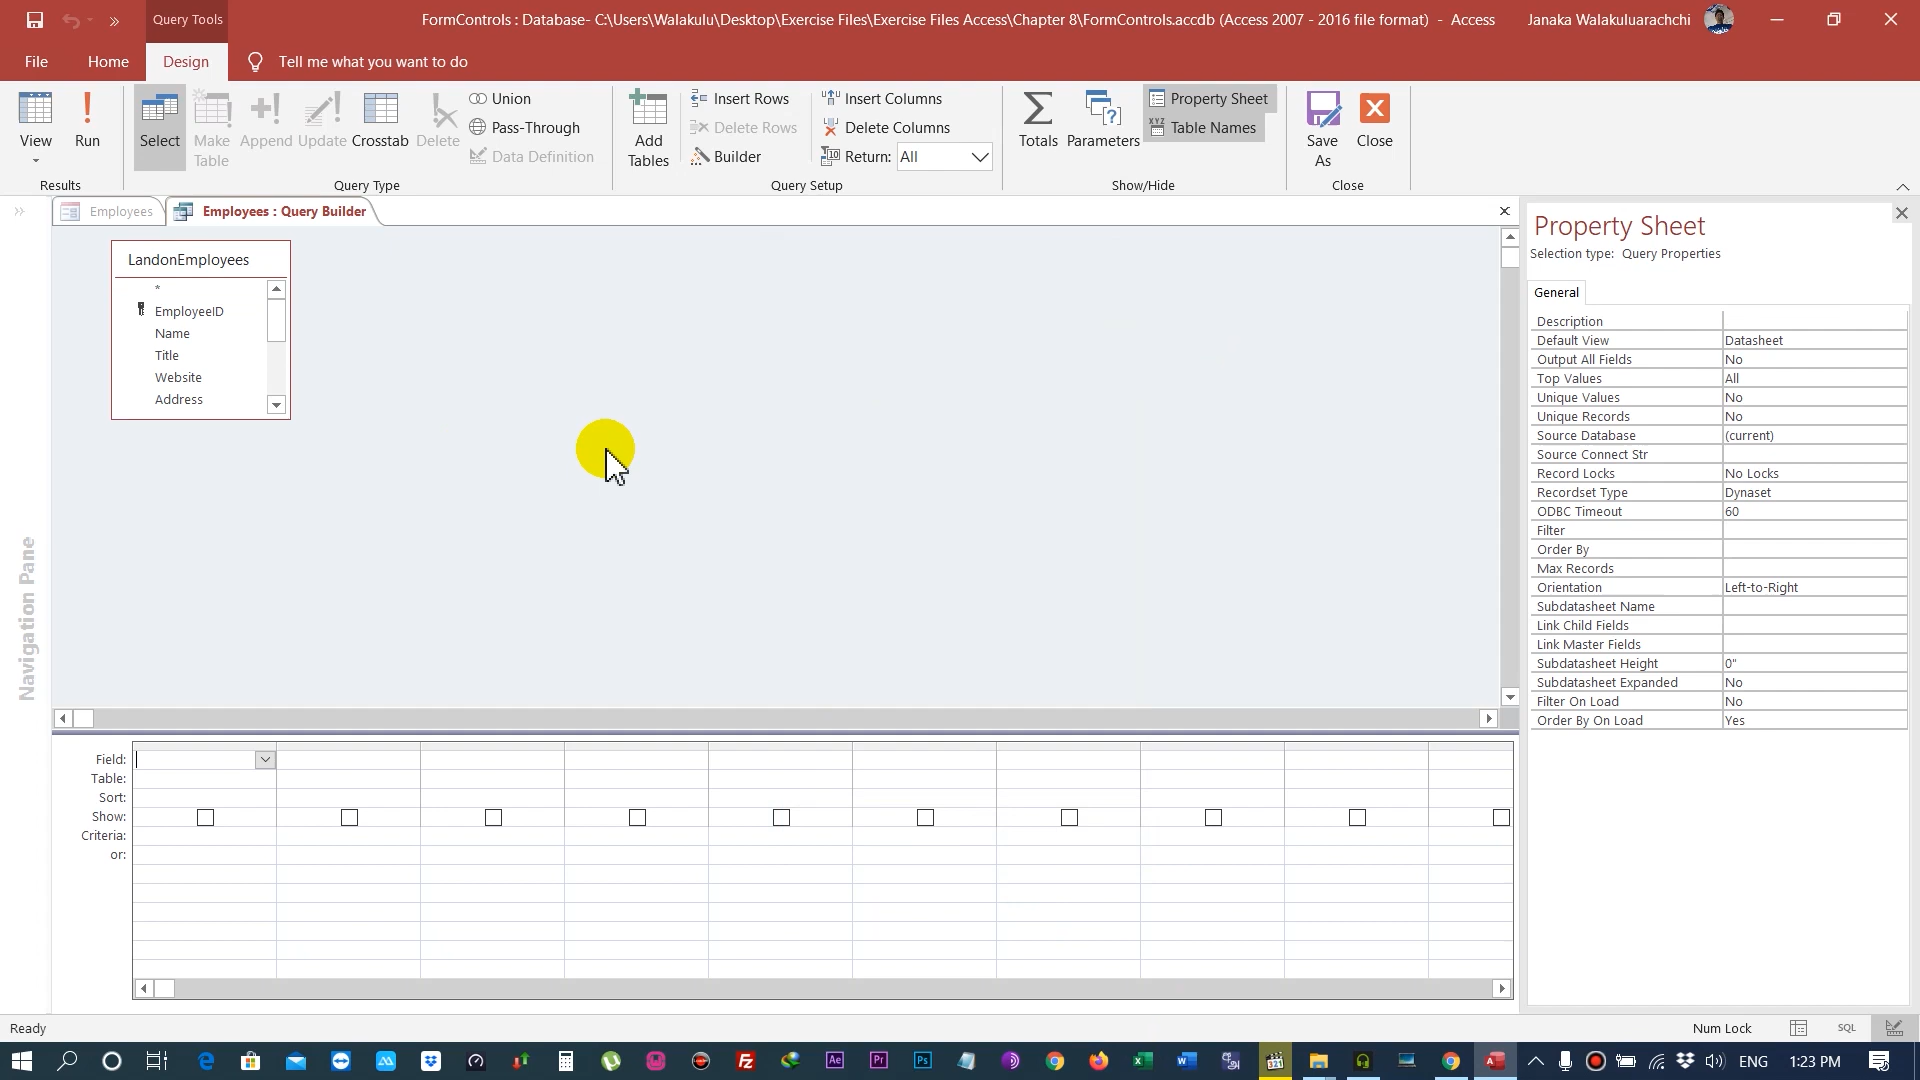 Query Tools
FormControls : Database- C:\Users\Walakulu\Desktop\Exercise Files\Exercise Files Access\Chapter 8\FormControls.accdb (Access 2007 - 2016 file format) - Access
Janaka Walakuluarachchi
File
Home
Design
Tell me what you want to do
View
Run
Results
Select
Make Table
Append
Update
Crosstab
Delete
Union
Pass-Through
Data Definition
Query Type
Add Tables
Insert Rows
Delete Rows
Builder
Insert Columns
Delete Columns
Return: All
Query Setup
Totals
Parameters
Property Sheet
Table Names
Show/Hide
Save As
Close
Close
Employees
Employees : Query Builder
Navigation Pane
LandonEmployees
*
EmployeeID
Name
Title
Website
Address
Property Sheet
Selection type: Query Properties
General
Description
Default View Datasheet
Output All Fields No
Top Values All
Unique Values No
Unique Records No
Source Database (current)
Source Connect Str
Record Locks No Locks
Recordset Type Dynaset
ODBC Timeout 60
Filter
Order By
Max Records
Orientation Left-to-Right
Subdatasheet Name
Link Child Fields
Link Master Fields
Subdatasheet Height 0"
Subdatasheet Expanded No
Filter On Load No
Order By On Load Yes
Field:
Table:
Sort:
Show:
Criteria:
or:
Ready
Num Lock
SQL
Ae
Pr
Ps
ENG
1:23 PM